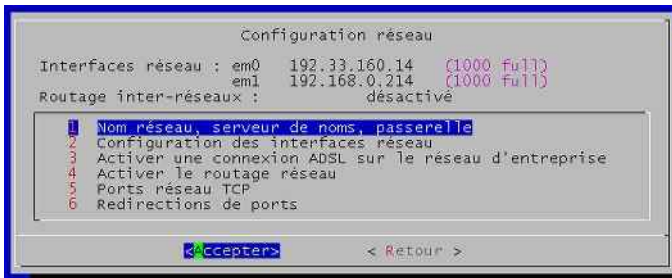 Configuration réseau
Interfaces réseau : em0 192.33.160.14 (1000 full)
em1 192.168.0.214 (1000 full)
Routage inter-réseaux : désactivé
1 Nom réseau, serveur de noms, passerelle
2 Configuration des interfaces réseau
3 Activer une connexion ADSL sur le réseau d'entreprise
4 Activer le routage réseau
5 Ports réseau TCP
6 Redirections de ports
<Accepter> < Retour >